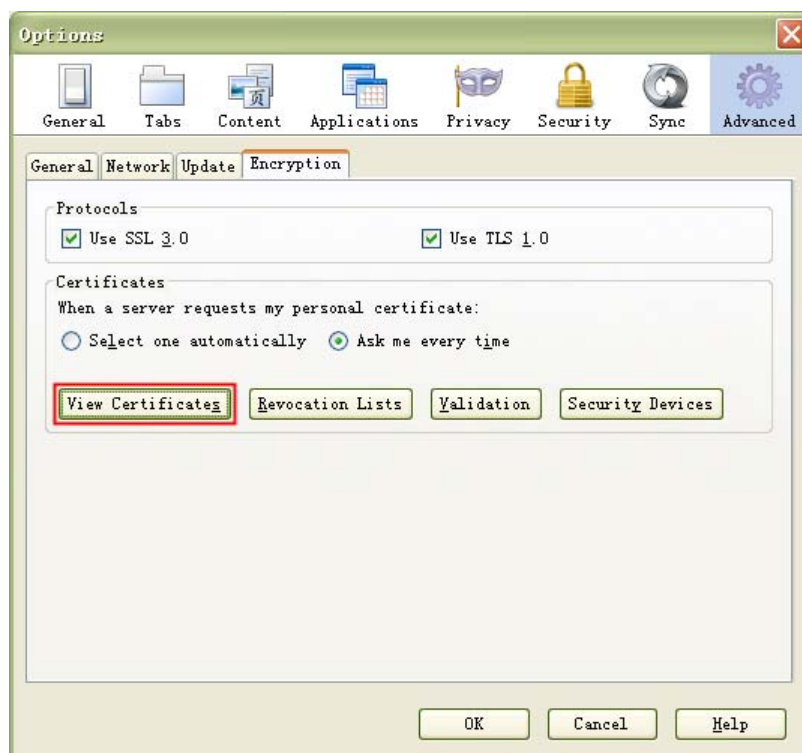 Options
General Tabs Content Applications Privacy Security Sync Advanced
General Network Update Encryption
Protocols
Use SSL 3.0 Use TLS 1.0
Certificates
When a server requests my personal certificate:
Select one automatically Ask me every time
View Certificates Revocation Lists Validation Security Devices
OK Cancel Help
页